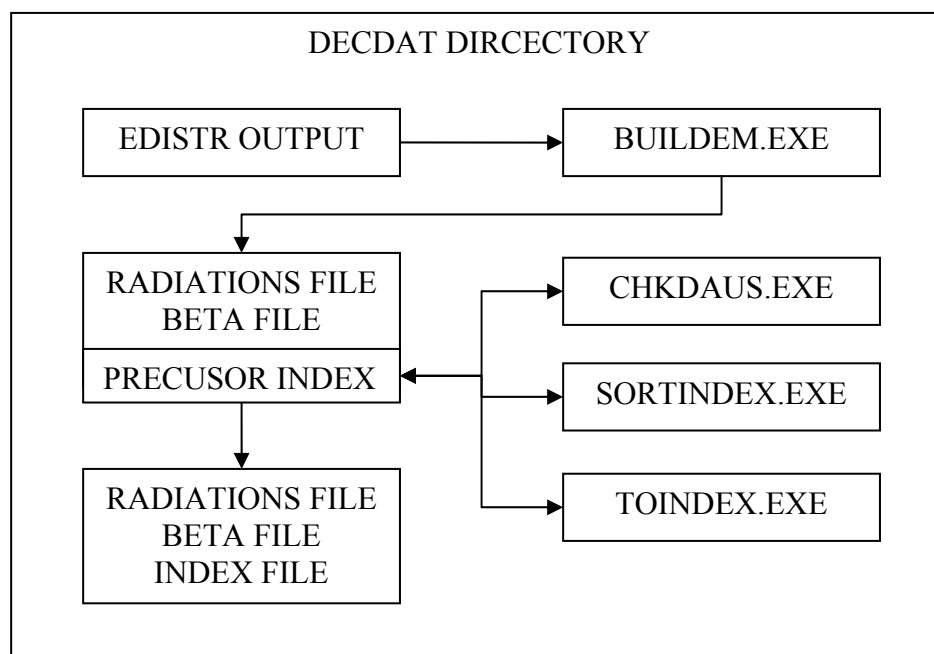 DECDAT DIRCECTORY
EDISTR OUTPUT
BUILDEM.EXE
RADIATIONS FILE
BETA FILE
PRECUSOR INDEX
CHKDAUS.EXE
SORTINDEX.EXE
TOINDEX.EXE
RADIATIONS FILE
BETA FILE
INDEX FILE